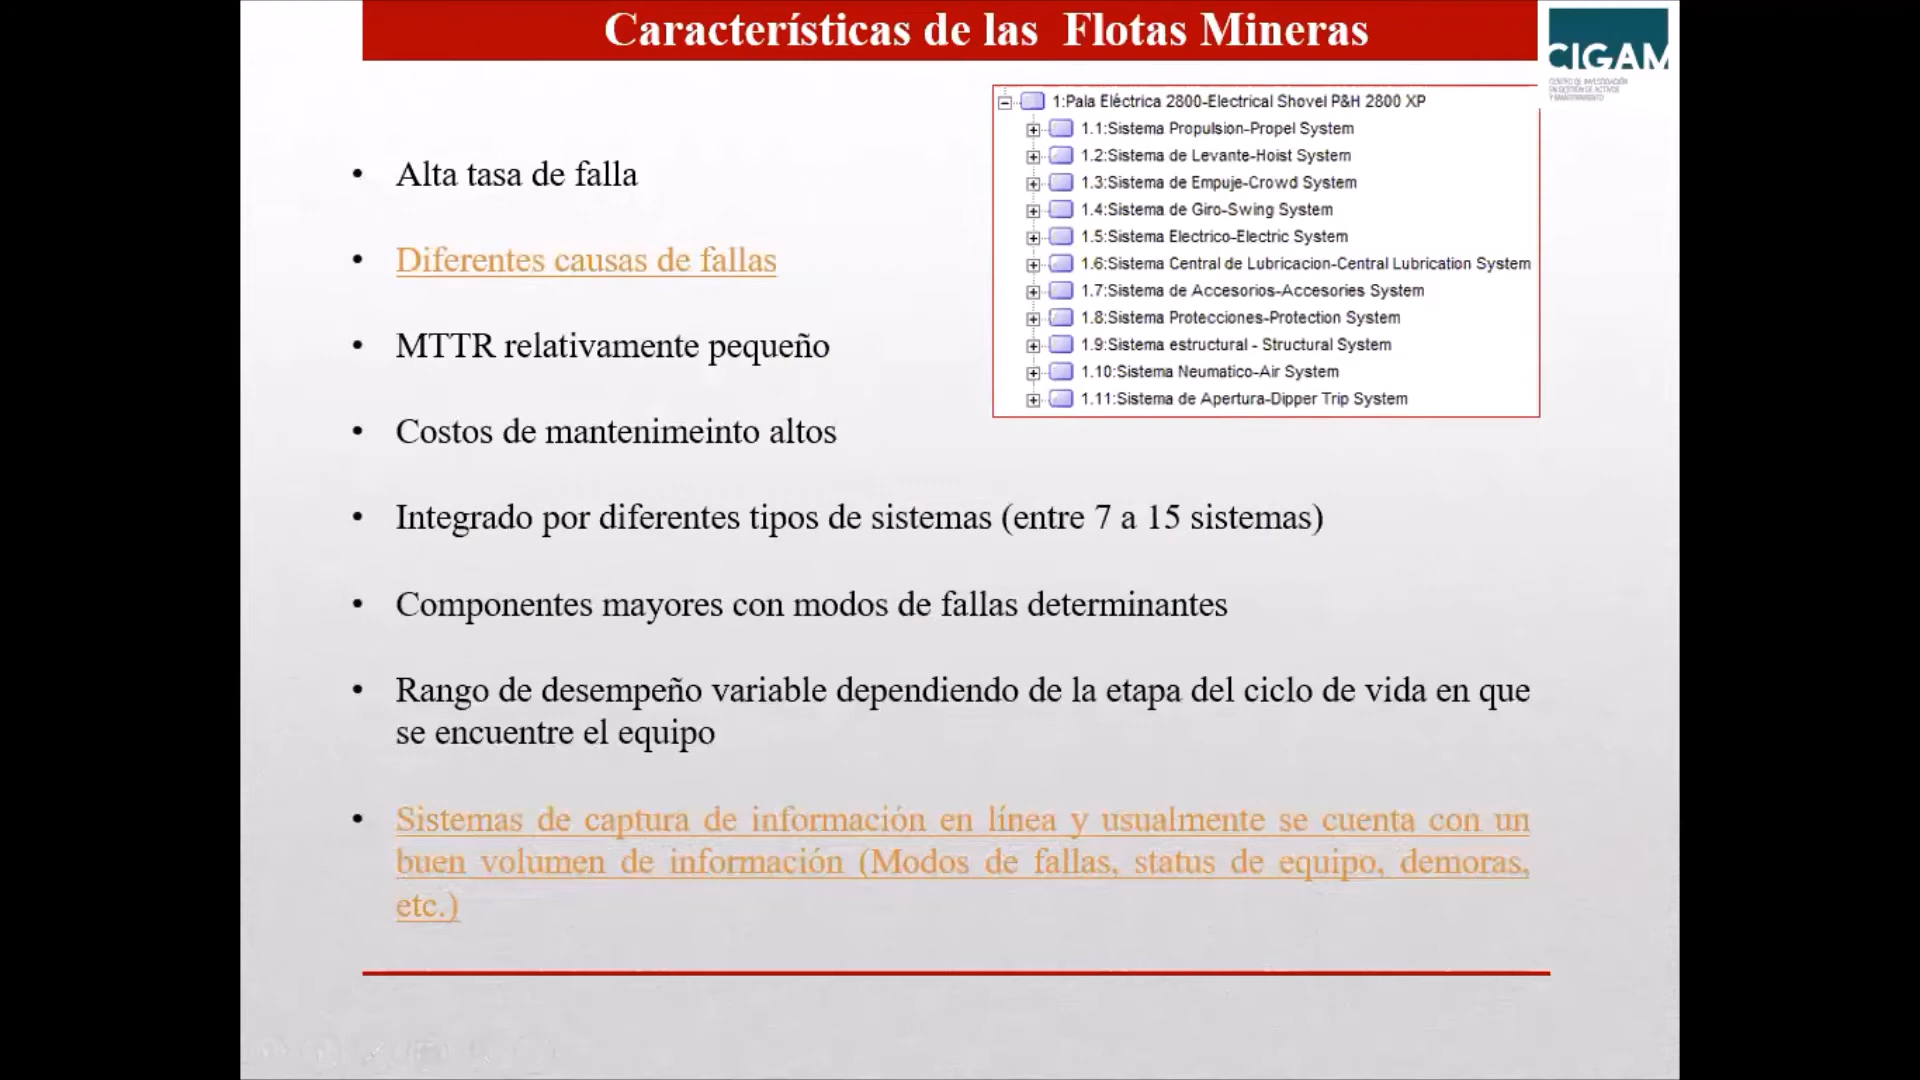 Características de las Flotas Mineras
CIGAM
CENTRO DE INVESTIGACIÓN
EN GESTIÓN DE ACTIVOS
Y MANTENIMIENTO
1:Pala Eléctrica 2800-Electrical Shovel P&H 2800 XP
1.1:Sistema Propulsion-Propel System
1.2:Sistema de Levante-Hoist System
1.3:Sistema de Empuje-Crowd System
1.4:Sistema de Giro-Swing System
1.5:Sistema Electrico-Electric System
1.6:Sistema Central de Lubricacion-Central Lubrication System
1.7:Sistema de Accesorios-Accesories System
1.8:Sistema Protecciones-Protection System
1.9:Sistema estructural - Structural System
1.10:Sistema Neumatico-Air System
1.11:Sistema de Apertura-Dipper Trip System
• Alta tasa de falla
• Diferentes causas de fallas
• MTTR relativamente pequeño
• Costos de mantenimeinto altos
• Integrado por diferentes tipos de sistemas (entre 7 a 15 sistemas)
• Componentes mayores con modos de fallas determinantes
• Rango de desempeño variable dependiendo de la etapa del ciclo de vida en que
se encuentre el equipo
• Sistemas de captura de información en línea y usualmente se cuenta con un
buen volumen de información (Modos de fallas, status de equipo, demoras,
etc.)